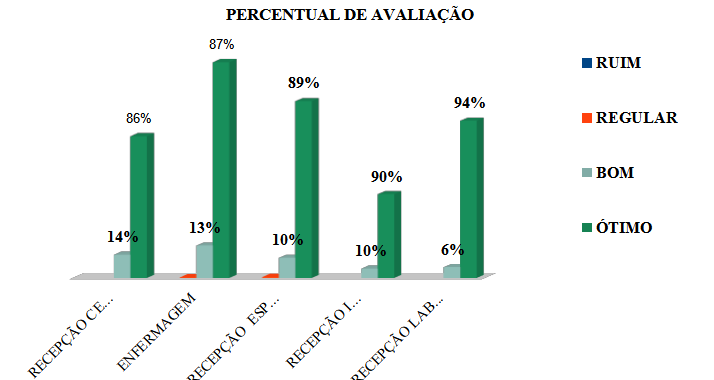 PERCENTUAL DE AVALIAÇÃO
87%
86%
89%
94%
90%
14%
13%
10%
10%
6%
RUIM
REGULAR
BOM
ÓTIMO
RECEPÇÃO CE...
ENFERMAGEM
RECEPÇÃO ESP...
RECEPÇÃO I...
RECEPÇÃO LAB...